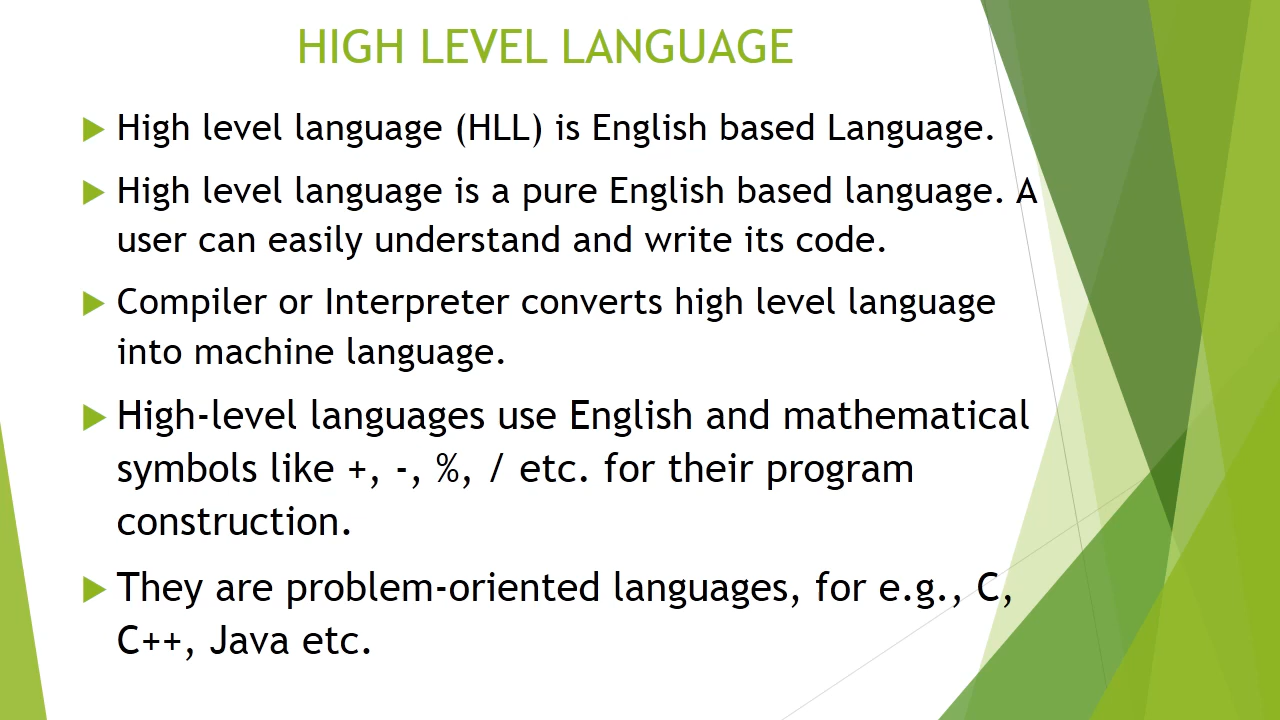 HIGH LEVEL LANGUAGE
High level language (HLL) is English based Language.
High level language is a pure English based language. A
user can easily understand and write its code.
Compiler or Interpreter converts high level language
into machine language.
High-level languages use English and mathematical
symbols like +, -, %, / etc. for their program
construction.
They are problem-oriented languages, for e.g., C,
C++, Java etc.